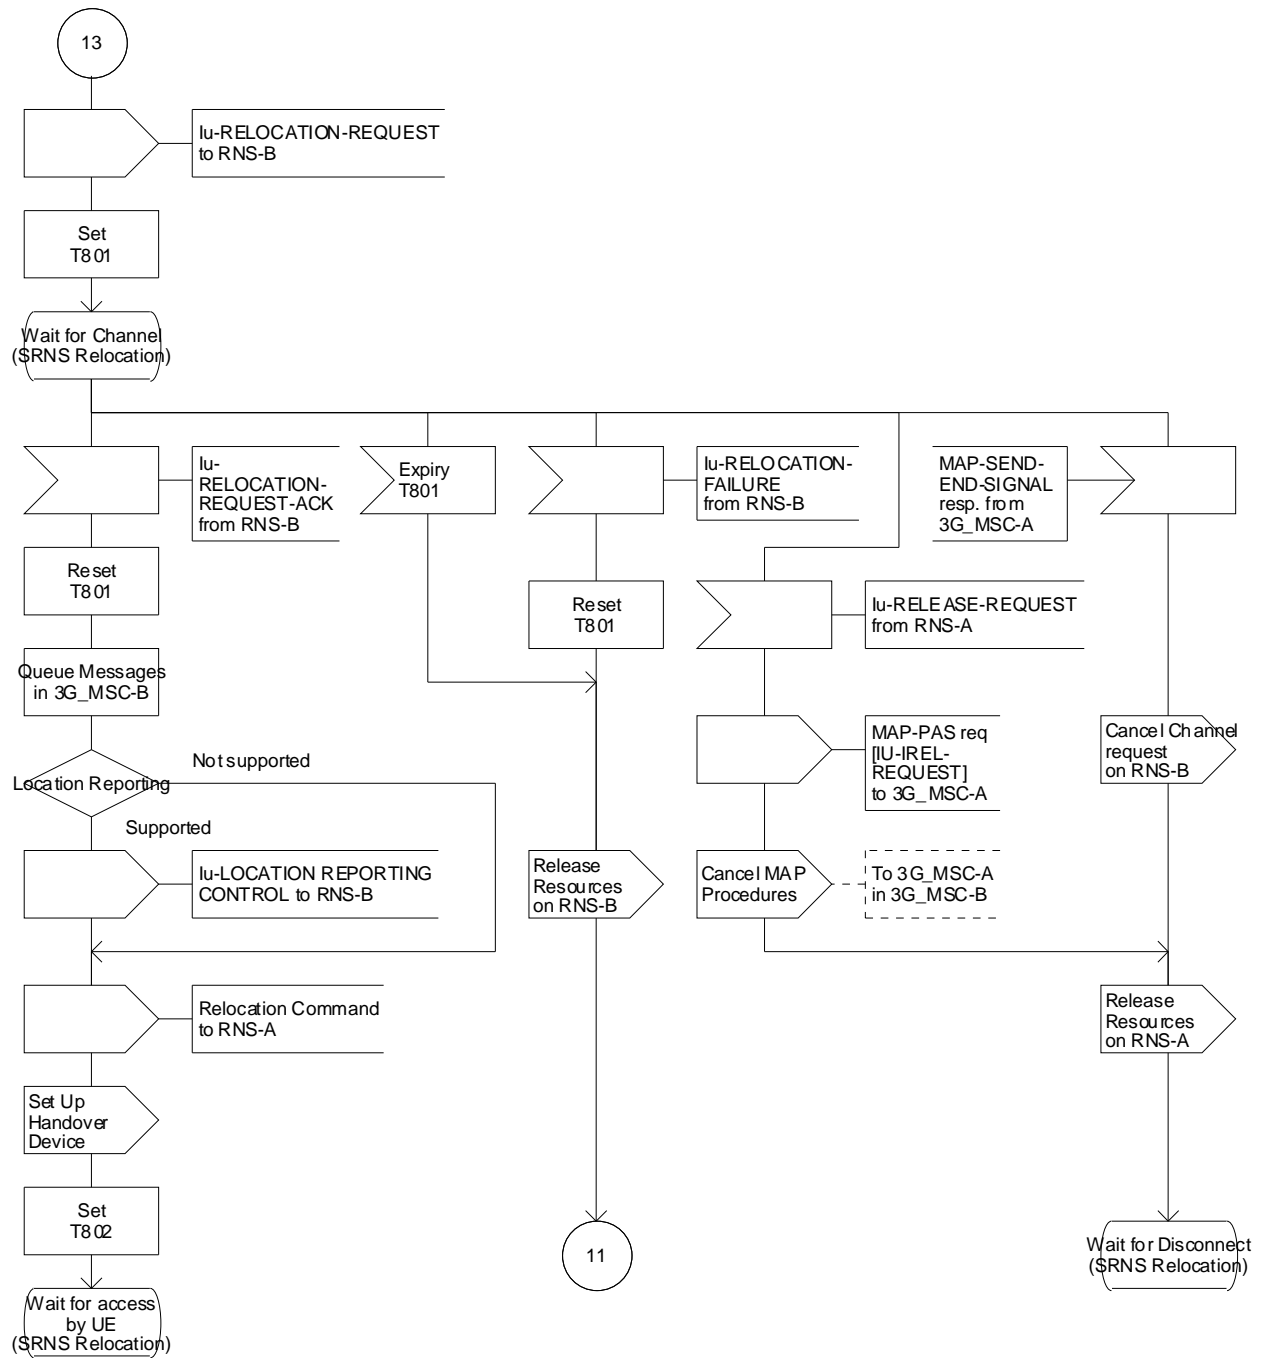 13
Iu-RELOCATION-REQUEST
to RNS-B
Set
T801
Wait for Channel
(SRNS Relocation)
Iu-
RELOCATION-
REQUEST-ACK
from RNS-B
Expiry
T801
Iu-RELOCATION-
FAILURE
from RNS-B
MAP-SEND-
END-SIGNAL
resp. from
3G_MSC-A
Reset
T801
Reset
T801
Iu-RELEASE-REQUEST
from RNS-A
Queue Messages
in 3G_MSC-B
MAP-PAS req
[IU-IREL-
REQUEST]
to 3G_MSC-A
Cancel Channel
request
on RNS-B
Location Reporting
Not supported
Supported
Iu-LOCATION REPORTING
CONTROL to RNS-B
Release
Resources
on RNS-B
Cancel MAP
Procedures
To 3G_MSC-A
in 3G_MSC-B
Relocation Command
to RNS-A
Release
Resources
on RNS-A
Set Up
Handover
Device
Set
T802
11
Wait for Disconnect
(SRNS Relocation)
Wait for access
by UE
(SRNS Relocation)